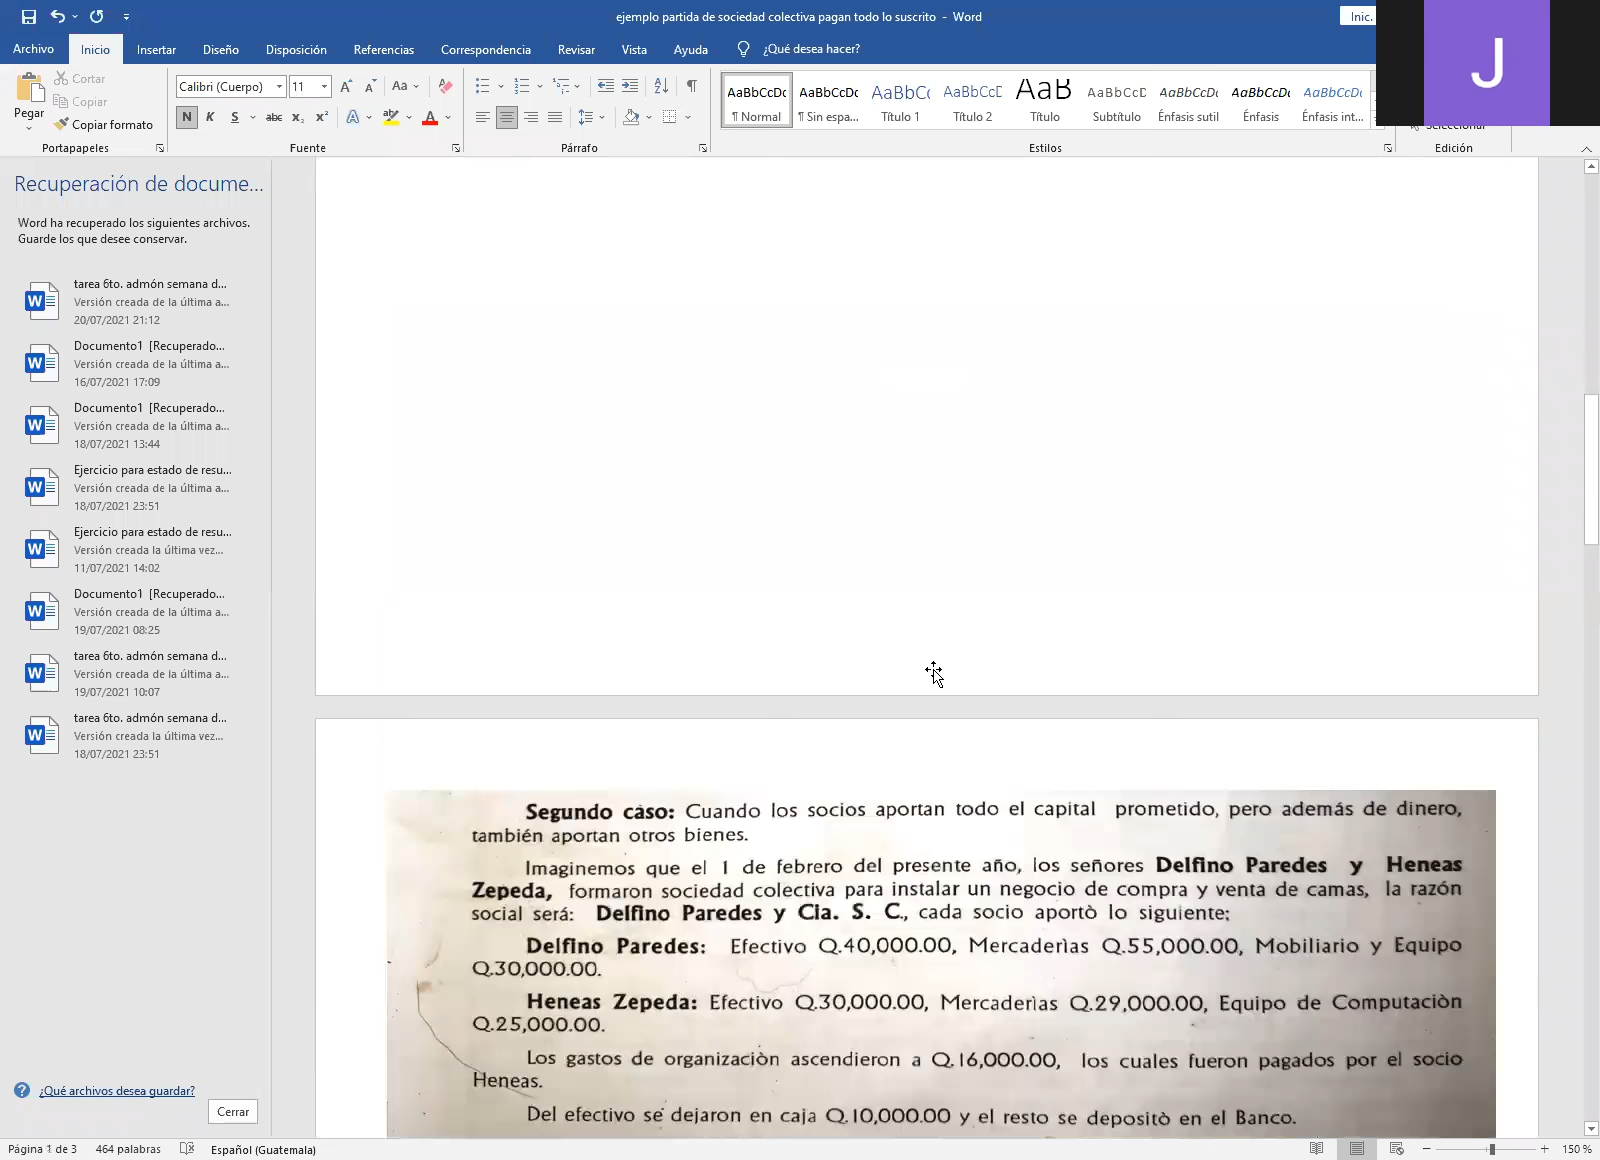 ejemplo partida de sociedad colectiva pagan todo lo suscrito - Word
Inic.
J
Archivo Inicio Insertar Diseño Disposición Referencias Correspondencia Revisar Vista Ayuda ¿Qué desea hacer?
Pegar
Cortar
Copiar
Copiar formato
Calibri (Cuerpo) 11
N K S abc x₂ x²
AaBbCcDc AaBbCcDc AaBbC( AaBbCcD AaB AaBbCcD AaBbCcDc AaBbCcDc AaBbCcDc
¶ Normal ¶ Sin espa... Título 1 Título 2 Título Subtítulo Énfasis sutil Énfasis Énfasis int...
Seleccionar
Portapapeles Fuente Párrafo Estilos Edición
Recuperación de docume...
Word ha recuperado los siguientes archivos.
Guarde los que desee conservar.
tarea 6to. admón semana d...
Versión creada de la última a...
20/07/2021 21:12
Documento1 [Recuperado...
Versión creada de la última a...
16/07/2021 17:09
Documento1 [Recuperado...
Versión creada de la última a...
18/07/2021 13:44
Ejercicio para estado de resu...
Versión creada de la última a...
18/07/2021 23:51
Ejercicio para estado de resu...
Versión creada la última vez...
11/07/2021 14:02
Documento1 [Recuperado...
Versión creada de la última a...
19/07/2021 08:25
tarea 6to. admón semana d...
Versión creada de la última a...
19/07/2021 10:07
tarea 6to. admón semana d...
Versión creada la última vez...
18/07/2021 23:51
¿Qué archivos desea guardar?
Cerrar
Segundo caso: Cuando los socios aportan todo el capital prometido, pero además de dinero,
también aportan otros bienes.
Imaginemos que el 1 de febrero del presente año, los señores Delfino Paredes y Heneas
Zepeda, formaron sociedad colectiva para instalar un negocio de compra y venta de camas, la razón
social será: Delfino Paredes y Cia. S. C., cada socio aportò lo siguiente:
Delfino Paredes: Efectivo Q.40,000.00, Mercaderìas Q.55,000.00, Mobiliario y Equipo
Q.30,000.00.
Heneas Zepeda: Efectivo Q.30,000.00, Mercaderìas Q.29,000.00, Equipo de Computaciòn
Q.25,000.00.
Los gastos de organizaciòn ascendieron a Q.16,000.00, los cuales fueron pagados por el socio
Heneas.
Del efectivo se dejaron en caja Q.10,000.00 y el resto se depositò en el Banco.
Página 1 de 3 464 palabras Español (Guatemala) 150 %